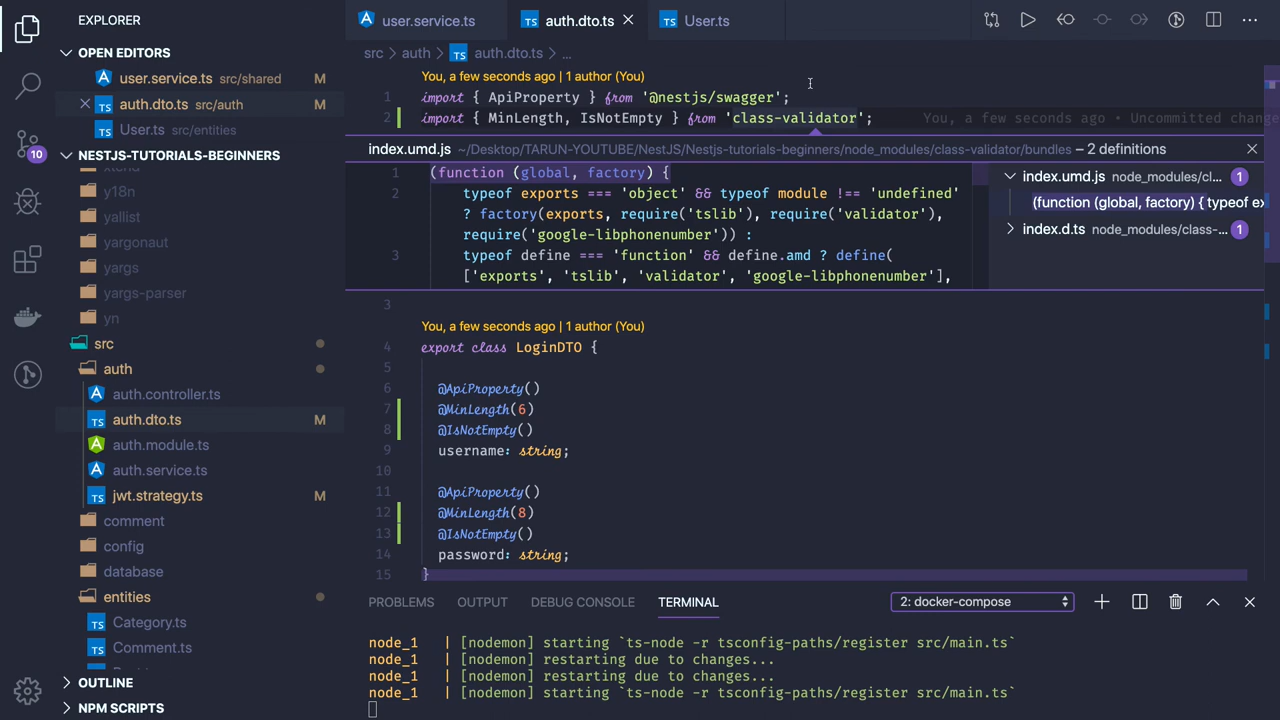 EXPLORER
OPEN EDITORS
user.service.ts src/shared M
auth.dto.ts src/auth M
User.ts src/entities
NESTJS-TUTORIALS-BEGINNERS
xtend
y18n
yallist
yargonaut
yargs
yargs-parser
yn
src
auth
auth.controller.ts
auth.dto.ts M
auth.module.ts
auth.service.ts
jwt.strategy.ts M
comment
config
database
entities
Category.ts
Comment.ts
OUTLINE
NPM SCRIPTS
10
user.service.ts
auth.dto.ts
User.ts
src > auth > auth.dto.ts > ...
You, a few seconds ago | 1 author (You)
1 import { ApiProperty } from '@nestjs/swagger';
2 import { MinLength, IsNotEmpty } from 'class-validator'; You, a few seconds ago • Uncommitted change
index.umd.js ~/Desktop/TARUN-YOUTUBE/NestJS/Nestjs-tutorials-beginners/node_modules/class-validator/bundles – 2 definitions
1 (function (global, factory) {
2 typeof exports === 'object' && typeof module !== 'undefined'
? factory(exports, require('tslib'), require('validator'),
require('google-libphonenumber')) :
3 typeof define === 'function' && define.amd ? define(
['exports', 'tslib', 'validator', 'google-libphonenumber'],
index.umd.js node_modules/cl... 1
(function (global, factory) { typeof ex
index.d.ts node_modules/class-... 1
3
You, a few seconds ago | 1 author (You)
4 export class LoginDTO {
5
6 @ApiProperty()
7 @MinLength(6)
8 @IsNotEmpty()
9 username: string;
10
11 @ApiProperty()
12 @MinLength(8)
13 @IsNotEmpty()
14 password: string;
15 }
PROBLEMS OUTPUT DEBUG CONSOLE TERMINAL 2: docker-compose
node_1 | [nodemon] starting `ts-node -r tsconfig-paths/register src/main.ts`
node_1 | [nodemon] restarting due to changes...
node_1 | [nodemon] restarting due to changes...
node_1 | [nodemon] starting `ts-node -r tsconfig-paths/register src/main.ts`